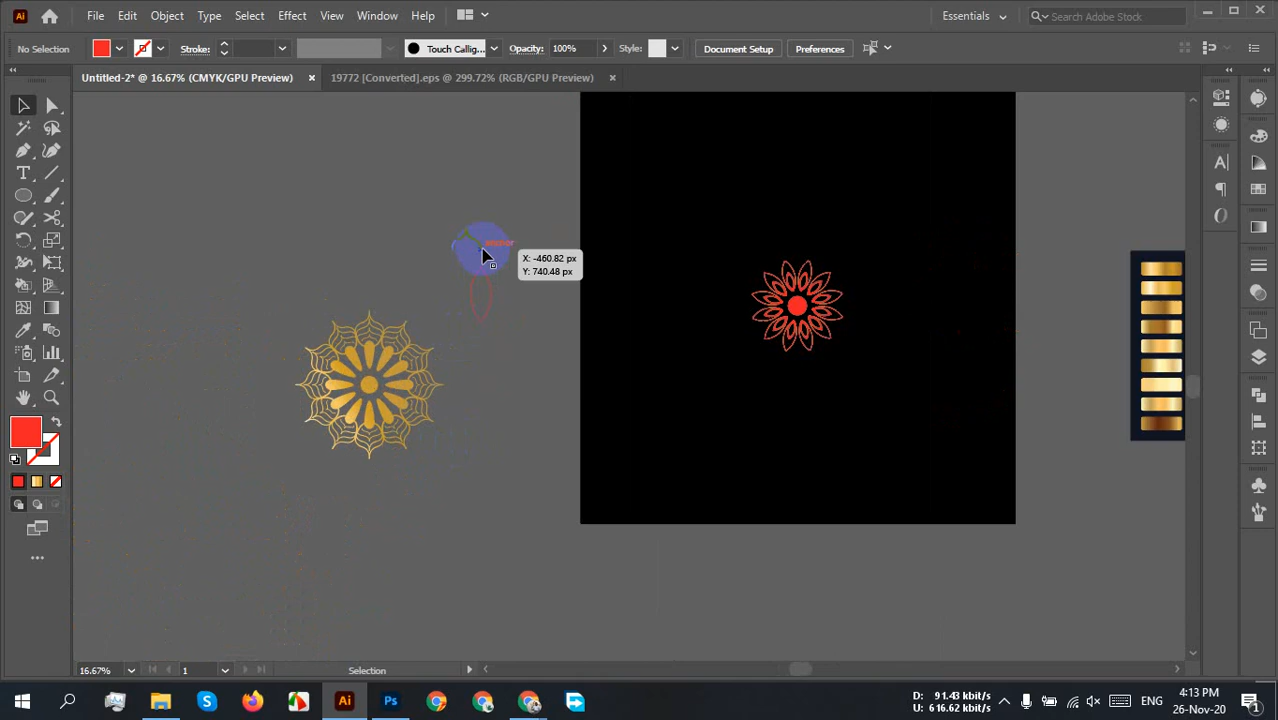 Ai File Edit Object Type Select Effect View Window Help Essentials Search Adobe Stock
No Selection Stroke: Touch Callig... Opacity: 100% Style: Document Setup Preferences
Untitled-2* @ 16.67% (CMYK/GPU Preview) 19772 [Converted].eps @ 299.72% (RGB/GPU Preview)
X: -460.82 px
Y: 740.48 px
16.67% 1 Selection
Ai Ps D: 91.43 kbit/s ENG 4:13 PM
U: 616.62 kbit/s 26-Nov-20